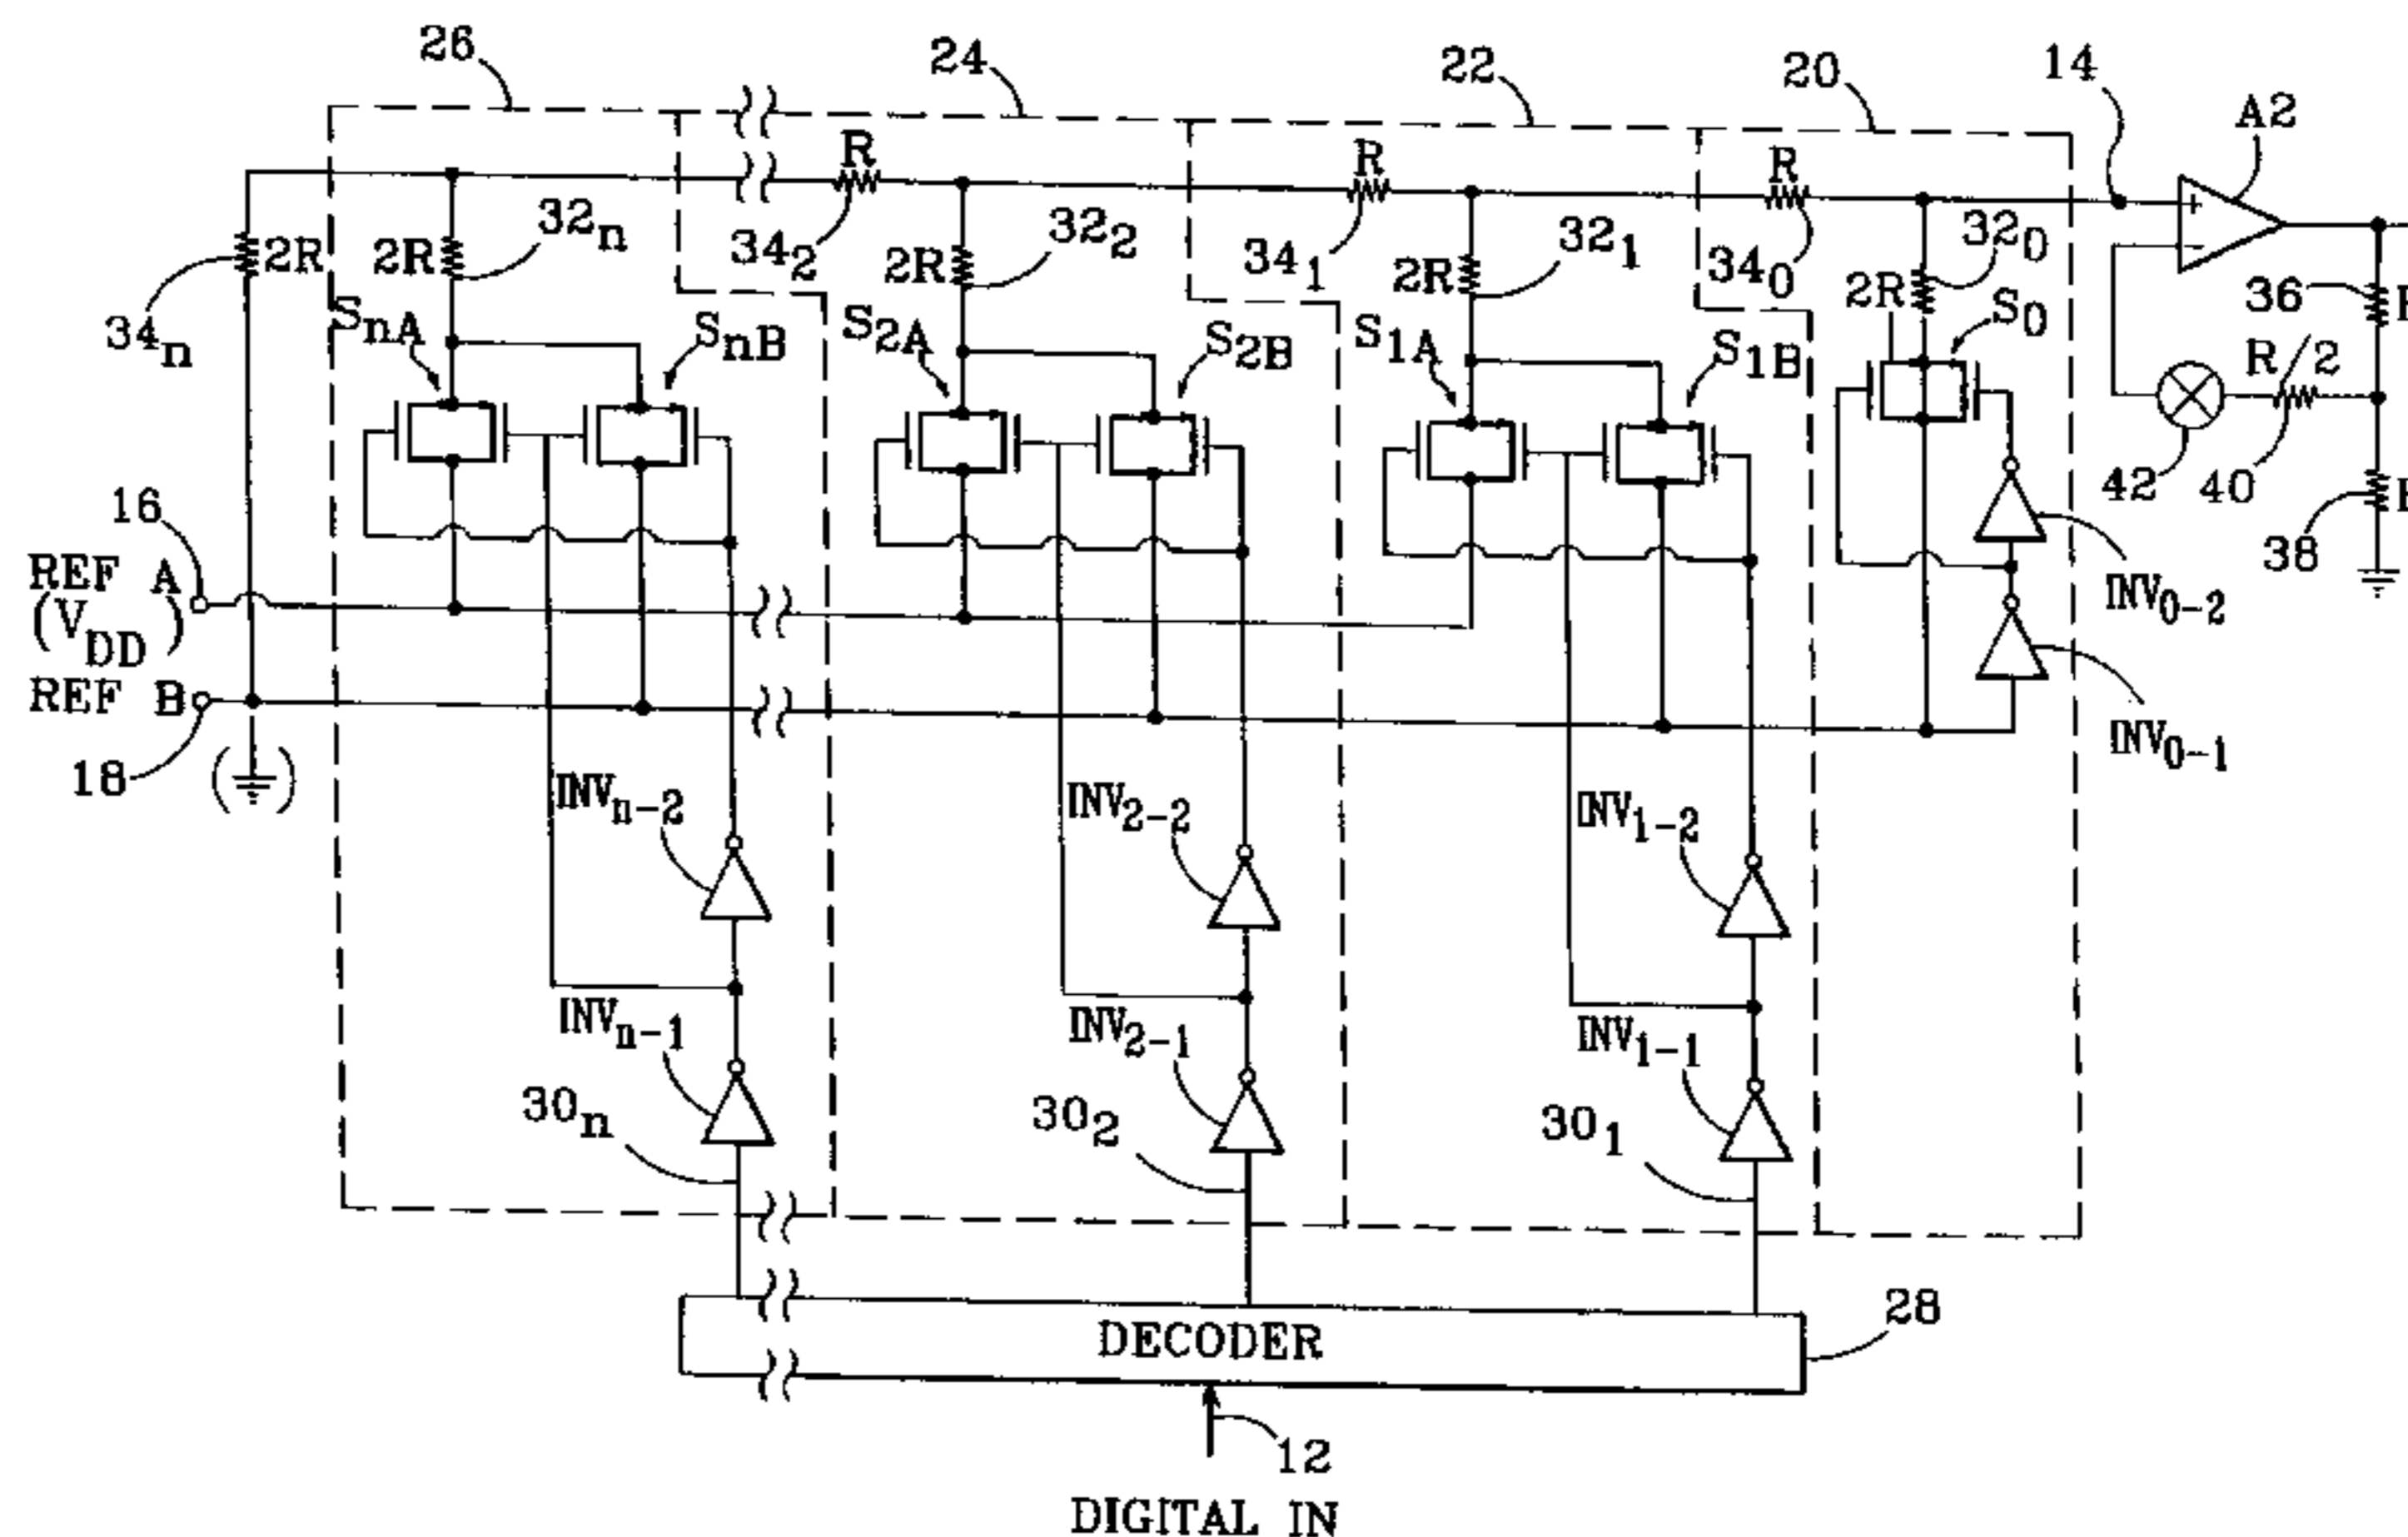 26
24
22
20
14
A2
R
R
R
2R
2R
32n
34₂
2R
32₂
34₁
2R
32₁
34₀
2R
32₀
34n
SnA
SnB
S2A
S2B
S1A
S1B
S0
36
R/2
42
40
38
16
REF A
(VDD)
REF B
18
INV0-2
INV0-1
INVn-2
INV2-2
INV1-2
INVn-1
INV2-1
INV1-1
30n
30₂
30₁
DECODER
28
12
DIGITAL IN